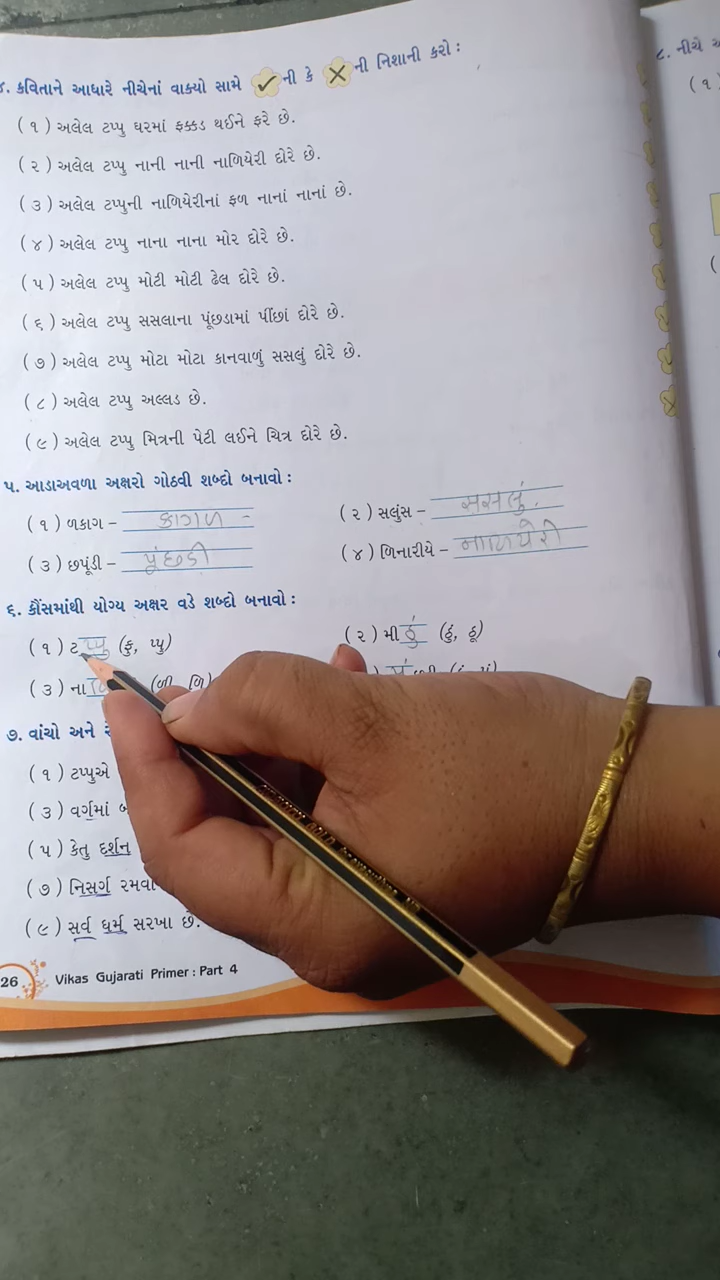 ૪. કવિતાને આધારે નીચેનાં વાક્યો સામે ✓ ની કે ✗ ની નિશાની કરો :
(૧) અલેલ ટપ્પુ ઘરમાં ફક્કડ થઈને ફરે છે.
(૨) અલેલ ટપ્પુ નાની નાની નાળિયેરી દોરે છે.
(૩) અલેલ ટપ્પુની નાળિયેરીનાં ફળ નાનાં નાનાં છે.
(૪) અલેલ ટપ્પુ નાના નાના મોર દોરે છે.
(૫) અલેલ ટપ્પુ મોટી મોટી ઢેલ દોરે છે.
(૬) અલેલ ટપ્પુ સસલાના પૂંછડામાં પીંછાં દોરે છે.
(૭) અલેલ ટપ્પુ મોટા મોટા કાનવાળું સસલું દોરે છે.
(૮) અલેલ ટપ્પુ અલ્લડ છે.
(૯) અલેલ ટપ્પુ મિત્રની પેટી લઈને ચિત્ર દોરે છે.
૫. આડાઅવળા અક્ષરો ગોઠવી શબ્દો બનાવો :
(૧) ળકાગ – કાગળ (૨) સલુંસ – સસલું.
(૩) છપૂંડી – પૂંછડી (૪) ળિનારીયે – નાળિયેરી
૬. કૌંસમાંથી યોગ્ય અક્ષર વડે શબ્દો બનાવો :
(૧) ટપ્પુ (ફુ, પ્પુ) (૨) મીઠું (ઠું, ઠૂ)
(૩) ના (ળી, ળિ)
૭. વાંચો અને
(૧) ટપ્પુએ
(૩) વર્ગમાં
(૫) કેતુ દર્શન
(૭) નિસર્ગ રમવા
(૯) સર્વ ધર્મ સરખા છે.
26 Vikas Gujarati Primer : Part 4
૮. નીચે
(૧